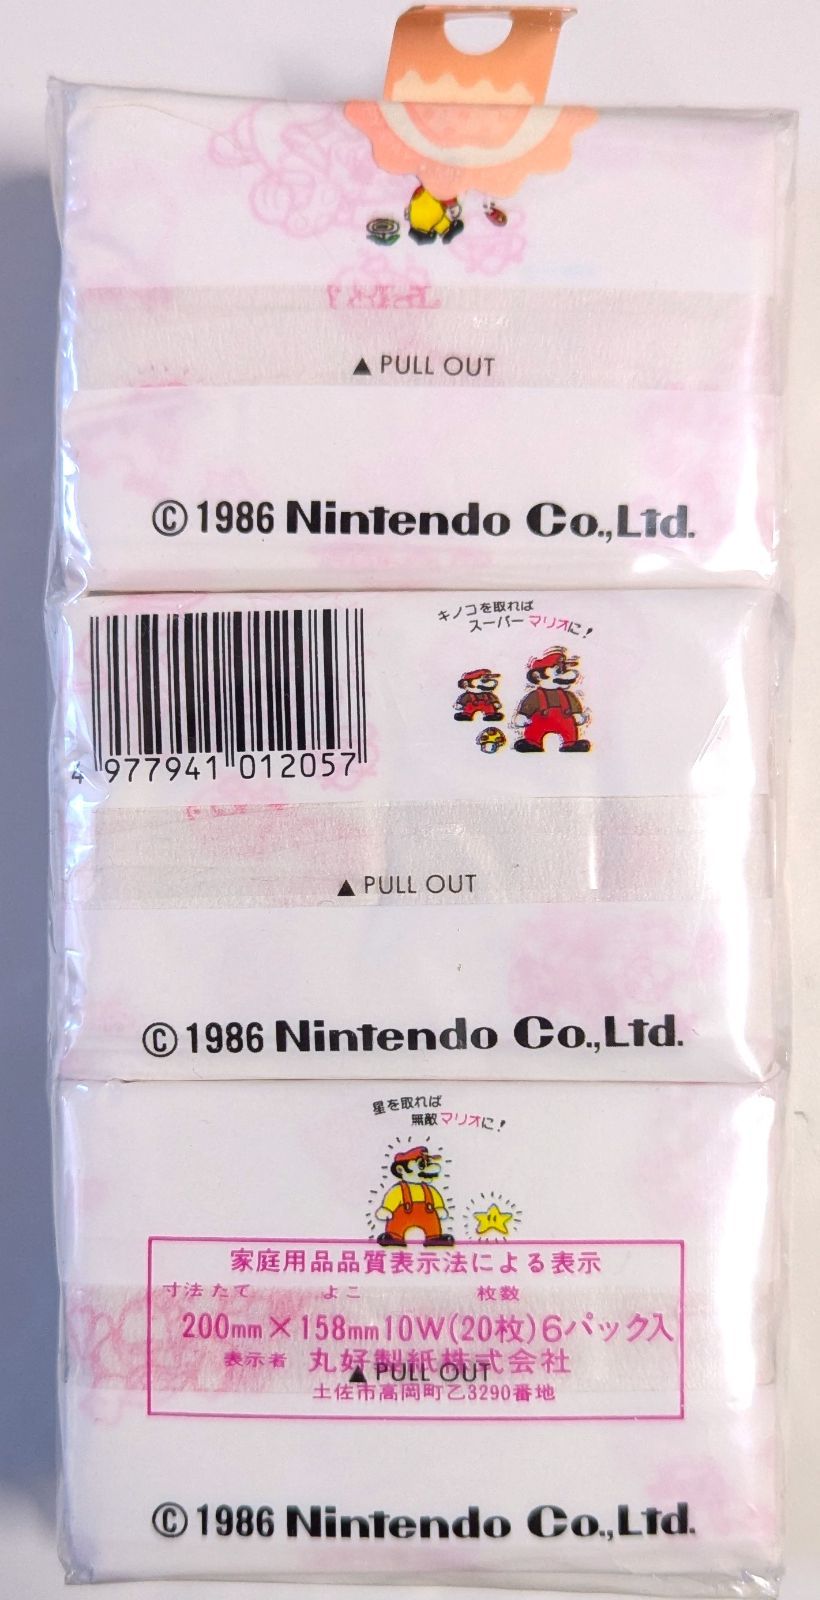 ▲ PULL OUT
© 1986 Nintendo Co.,Ltd.
キノコを取れば
スーパーマリオに!
4 977941 012057
▲ PULL OUT
© 1986 Nintendo Co.,Ltd.
星を取れば
無敵マリオに!
家庭用品品質表示法による表示
寸法たて よこ 枚数
200mm×158mm10W(20枚)6パック入
表示者 丸好製紙株式会社
▲ PULL OUT
土佐市高岡町乙3290番地
© 1986 Nintendo Co.,Ltd.